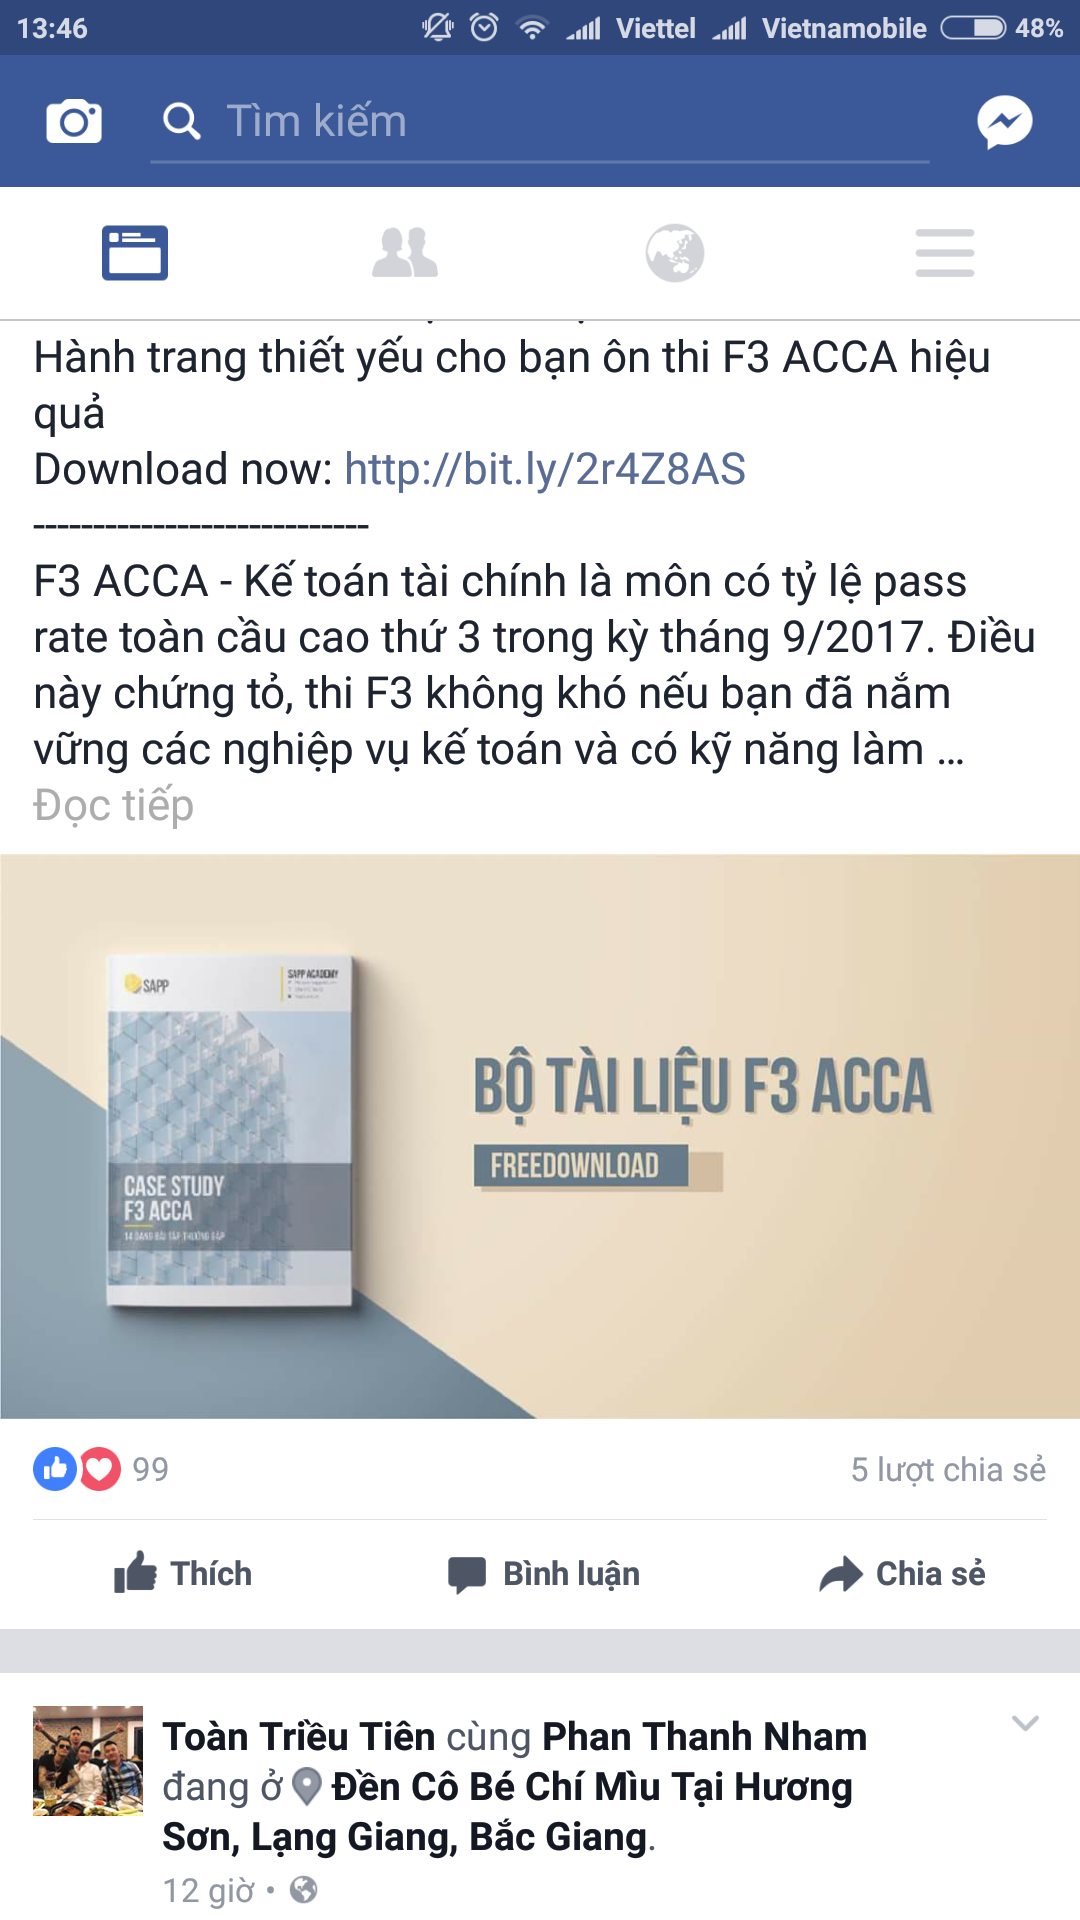 13:46 Viettel Vietnamobile 48%
Tìm kiếm
Hành trang thiết yếu cho bạn ôn thi F3 ACCA hiệu
quả
Download now: http://bit.ly/2r4Z8AS
----------------------------
F3 ACCA - Kế toán tài chính là môn có tỷ lệ pass
rate toàn cầu cao thứ 3 trong kỳ tháng 9/2017. Điều
này chứng tỏ, thi F3 không khó nếu bạn đã nắm
vững các nghiệp vụ kế toán và có kỹ năng làm ...
Đọc tiếp
SAPP
SAPP ACADEMY
CASE STUDY
F3 ACCA
14 DẠNG BÀI TẬP THƯỜNG GẶP
BỘ TÀI LIỆU F3 ACCA
FREEDOWNLOAD
99
5 lượt chia sẻ
Thích
Bình luận
Chia sẻ
Toàn Triều Tiên cùng Phan Thanh Nham
đang ở Đền Cô Bé Chí Mìu Tại Hương
Sơn, Lạng Giang, Bắc Giang.
12 giờ •